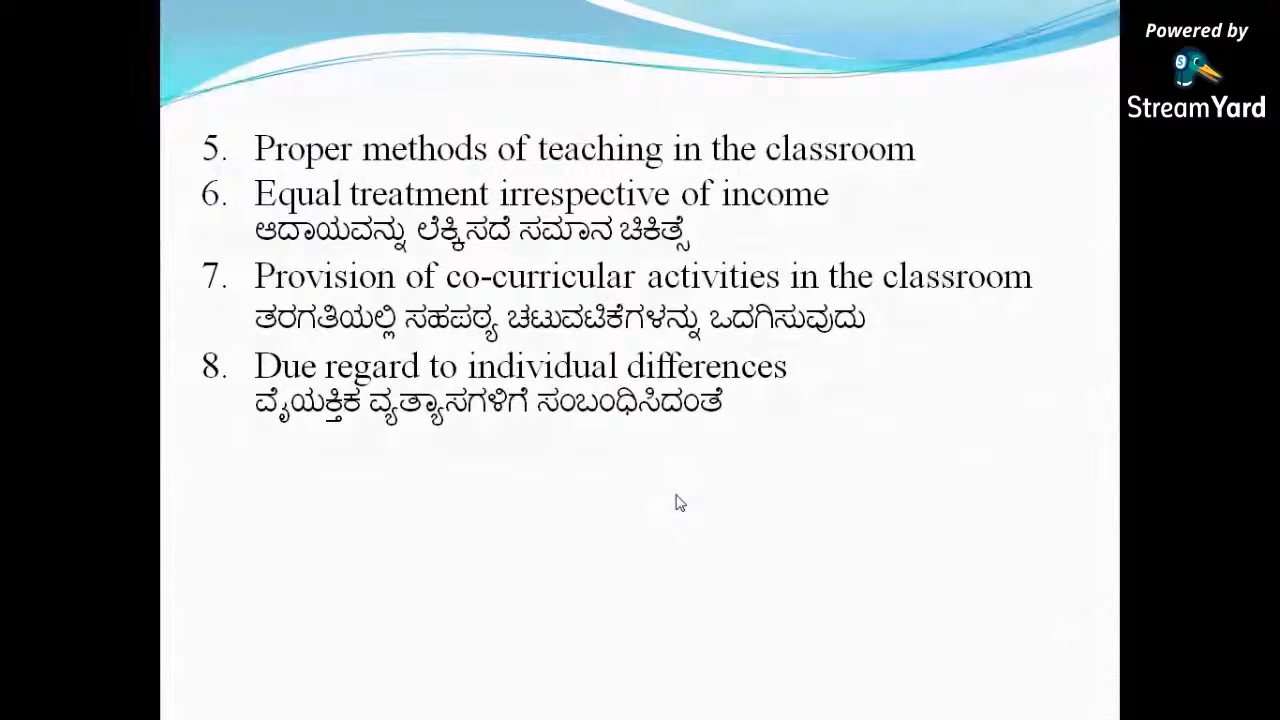 Powered by
StreamYard
5. Proper methods of teaching in the classroom
6. Equal treatment irrespective of income
ಆದಾಯವನ್ನು ಲೆಕ್ಕಿಸದೆ ಸಮಾನ ಚಿಕಿತ್ಸೆ
7. Provision of co-curricular activities in the classroom
ತರಗತಿಯಲ್ಲಿ ಸಹಪಠ್ಯ ಚಟುವಟಿಕೆಗಳನ್ನು ಒದಗಿಸುವುದು
8. Due regard to individual differences
ವೈಯಕ್ತಿಕ ವ್ಯತ್ಯಾಸಗಳಿಗೆ ಸಂಬಂಧಿಸಿದಂತೆ